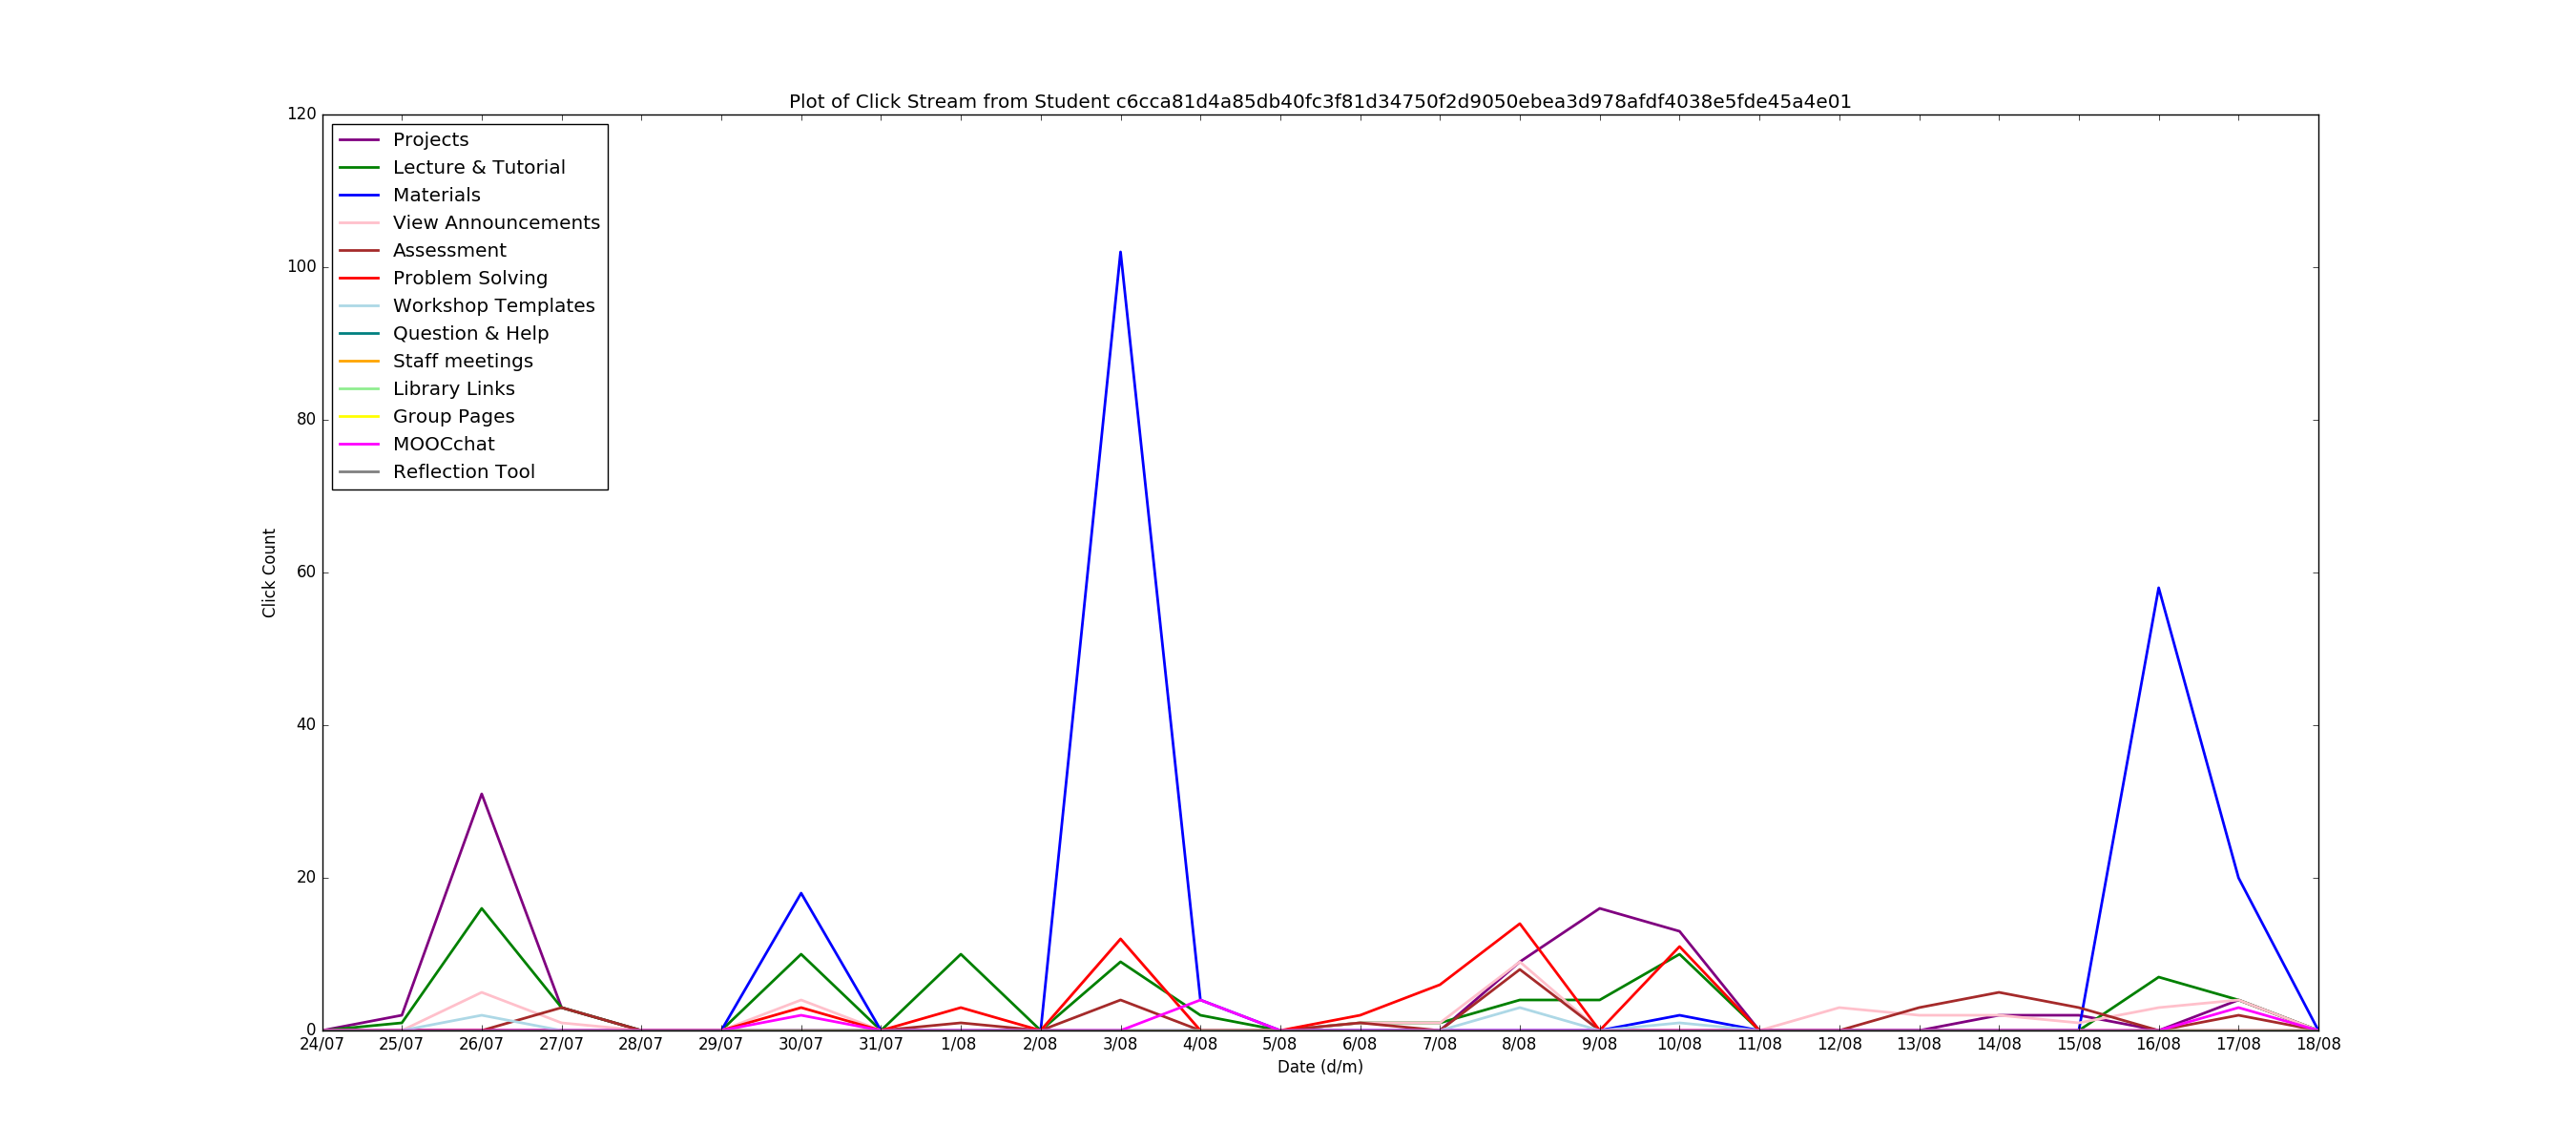 Plot of Click Stream from Student c6cca81d4a85db40fc3f81d34750f2d9050ebea3d978afdf4038e5fde45a4e01
120
100
80
60
40
20
0
Click Count
Projects
Lecture & Tutorial
Materials
View Announcements
Assessment
Problem Solving
Workshop Templates
Question & Help
Staff meetings
Library Links
Group Pages
MOOCchat
Reflection Tool
24/07 25/07 26/07 27/07 28/07 29/07 30/07 31/07 1/08 2/08 3/08 4/08 5/08 6/08 7/08 8/08 9/08 10/08 11/08 12/08 13/08 14/08 15/08 16/08 17/08 18/08
Date (d/m)